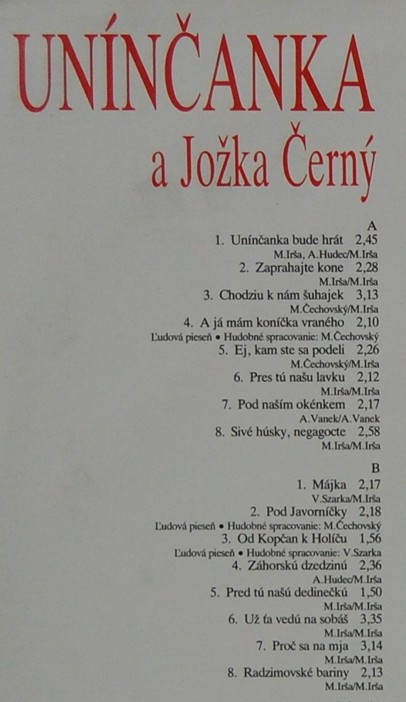 UNÍNČANKA
a Jožka Černý
A
1. Unínčanka bude hrát 2,45
M.Irša, A.Hudec/M.Irša
2. Zaprahajte kone 2,28
M.Irša/M.Irša
3. Chodziu k nám šuhajek 3,13
M.Čechovský/M.Irša
4. A já mám koníčka vraného 2,10
Ľudová pieseň • Hudobné spracovanie: M.Čechovský
5. Ej, kam ste sa podeli 2,26
M.Čechovský/M.Irša
6. Pres tú našu lavku 2,12
M.Irša/M.Irša
7. Pod naším okénkem 2,17
A.Vanek/A.Vanek
8. Sivé húsky, negagocte 2,58
M.Irša/M.Irša
B
1. Májka 2,17
V.Szarka/M.Irša
2. Pod Javorníčky 2,18
Ľudová pieseň • Hudobné spracovanie: M.Čechovský
3. Od Kopčan k Holíču 1,56
Ľudová pieseň • Hudobné spracovanie: V.Szarka
4. Záhorskú dzedzinú 2,36
A.Hudec/M.Irša
5. Pred tú našú dedinečkú 1,50
M.Irša/M.Irša
6. Už ťa vedú na sobáš 3,35
M.Irša/M.Irša
7. Proč sa na mja 3,14
M.Irša/M.Irša
8. Radzimovské bariny 2,13
M.Irša/M.Irša